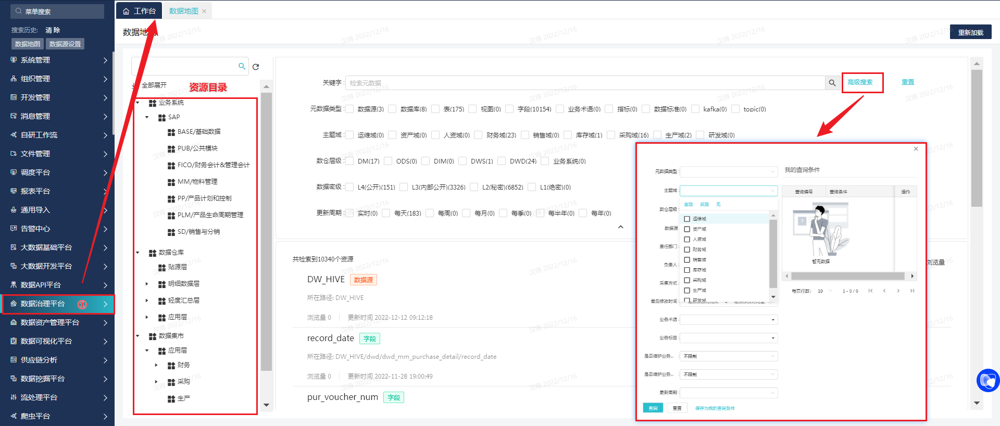 菜单搜索
搜索历史: 清 除
数据地图 数据源设置
系统管理
组织管理
开发管理
消息管理
自研工作流
文件管理
调度平台
报表平台
通用导入
告警中心
大数据基础平台
大数据开发平台
数据API平台
数据治理平台 ①
数据资产管理平台
数据可视化平台
供应链分析
数据挖掘平台
流处理平台
爬虫平台
工作台 数据地图 ×
数据地
重新加载
全部展开
资源目录
业务系统
SAP
BASE/基础数据
PUB/公共模块
FICO/财务会计&管理会计
MM/物料管理
PP/产品计划和控制
PLM/产品生命周期管理
SD/销售与分销
数据仓库
贴源层
明细数据层
轻度汇总层
应用层
数据集市
应用层
财务
采购
生产
关键字: 检索元数据 高级搜索 重置
元数据类型: 数据源(3) 数据库(8) 表(175) 视图(0) 字段(10154) 业务术语(0) 指标(0) 数据标准(0) kafka(0) topic(0)
主题域: 运维域(0) 资产域(0) 人资域(0) 财务域(23) 销售域(0) 库存域(1) 采购域(16) 生产域(2) 研发域(0)
数仓层级: DM(17) ODS(0) DIM(0) DWS(1) DWD(24) 业务系统(0)
数据密级: L4(公开)(151) L3(内部公开)(3326) L2(秘密)(6852) L1(绝密)(0)
更新周期: 实时(0) 每天(183) 每周(0) 每月(0) 每季(0) 每半年(0) 每年(0)
共检索到10340个资源
浏览量
DW_HIVE 数据源
所在路径: DW_HIVE
浏览量 0 更新时间 2022-12-12 09:12:18
record_date 字段
所在路径: DW_HIVE/dwd/dwd_mm_purchase_detail/record_date
浏览量 0 更新时间 2022-11-28 19:00:49
pur_voucher_num 字段
元数据类型:
主题域:
全选 反选 无
运维域
资产域
人资域
财务域
销售域
库存域
采购域
生产域
研发域
数仓层级
数据源
责任部门:
负责人:
采集方式
最后修改时间:
业务术语:
业务标签:
是否维护业务...: 不限制
是否维护业务...: 不限制
更新周期:
查询 重置 保存为我的查询条件
我的查询条件
查询编号 查询条件 操作
暂无数据
每页行数: 10 1 - 0 / 0
汉得 2022/12/16